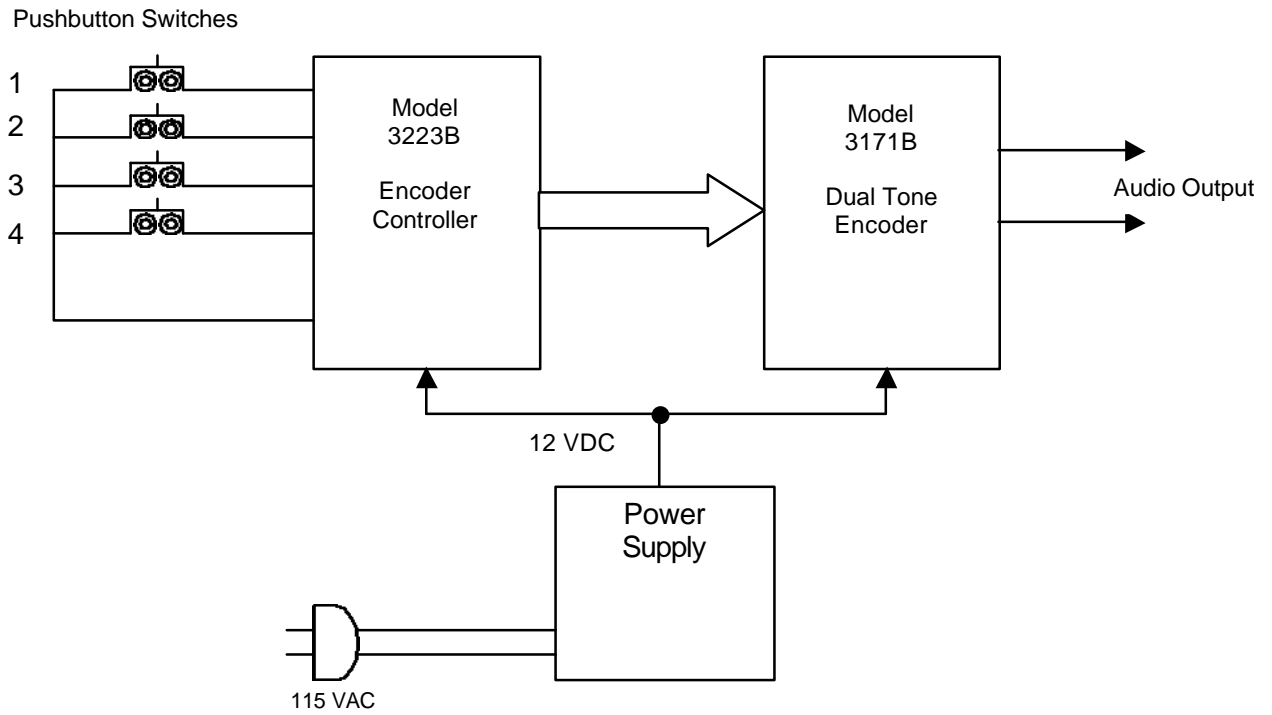 Pushbutton Switches
1
2
3
4
Model
3223B
Encoder
Controller
Model
3171B
Dual Tone
Encoder
Audio Output
12 VDC
Power
Supply
115 VAC